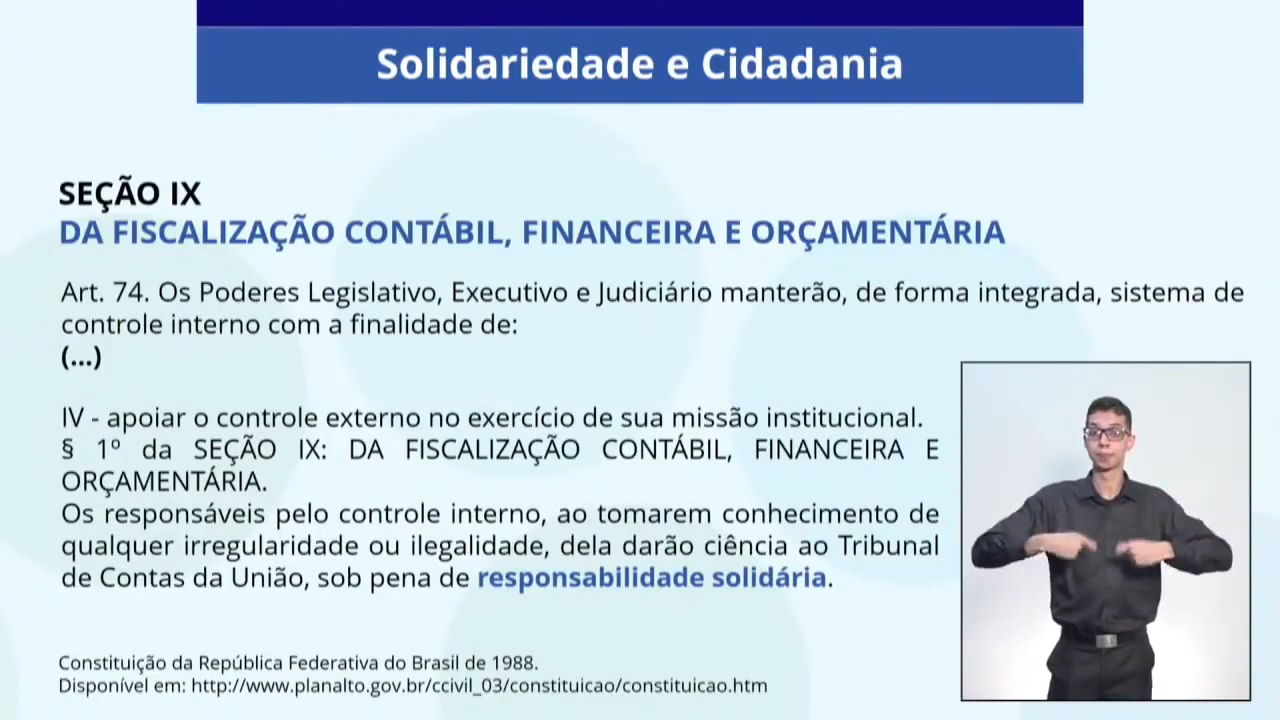 Solidariedade e Cidadania
SEÇÃO IX
DA FISCALIZAÇÃO CONTÁBIL, FINANCEIRA E ORÇAMENTÁRIA
Art. 74. Os Poderes Legislativo, Executivo e Judiciário manterão, de forma integrada, sistema de
controle interno com a finalidade de:
(...)
IV - apoiar o controle externo no exercício de sua missão institucional.
§ 1º da SEÇÃO IX: DA FISCALIZAÇÃO CONTÁBIL, FINANCEIRA E
ORÇAMENTÁRIA.
Os responsáveis pelo controle interno, ao tomarem conhecimento de
qualquer irregularidade ou ilegalidade, dela darão ciência ao Tribunal
de Contas da União, sob pena de responsabilidade solidária.
Constituição da República Federativa do Brasil de 1988.
Disponível em: http://www.planalto.gov.br/ccivil_03/constituicao/constituicao.htm